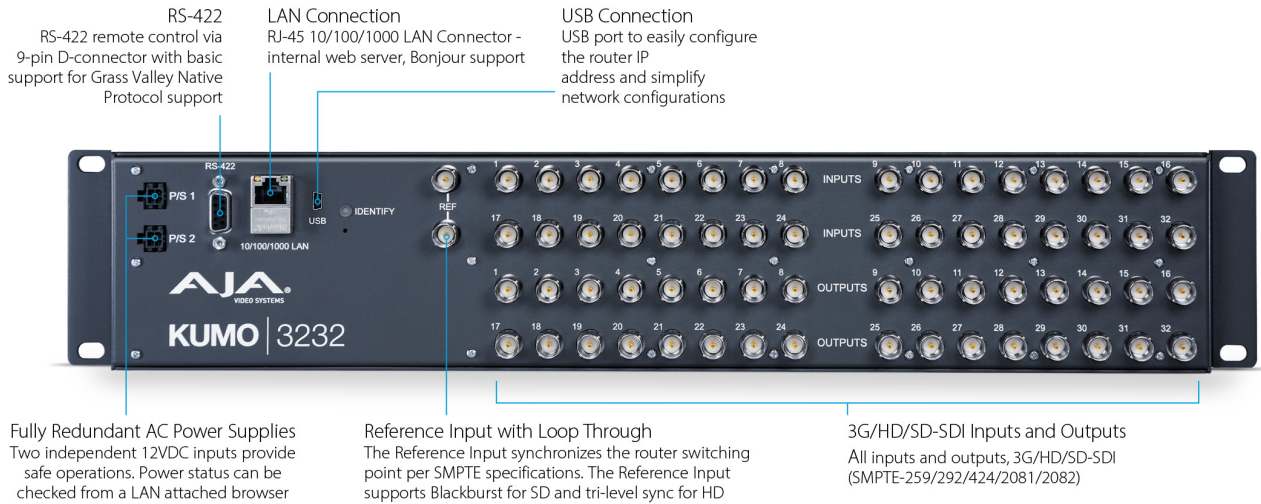 RS-422
RS-422 remote control via
9-pin D-connector with basic
support for Grass Valley Native
Protocol support
LAN Connection
RJ-45 10/100/1000 LAN Connector -
internal web server, Bonjour support
USB Connection
USB port to easily configure
the router IP
address and simplify
network configurations
RS-422
P/S 1
P/S 2
10/100/1000 LAN
USB
IDENTIFY
REF
1 2 3 4 5 6 7 8 INPUTS 9 10 11 12 13 14 15 16
17 18 19 20 21 22 23 24 INPUTS 25 26 27 28 29 30 31 32
1 2 3 4 5 6 7 8 OUTPUTS 9 10 11 12 13 14 15 16
17 18 19 20 21 22 23 24 OUTPUTS 25 26 27 28 29 30 31 32
AJA®
VIDEO SYSTEMS
KUMO | 3232
Fully Redundant AC Power Supplies
Two independent 12VDC inputs provide
safe operations. Power status can be
checked from a LAN attached browser
Reference Input with Loop Through
The Reference Input synchronizes the router switching
point per SMPTE specifications. The Reference Input
supports Blackburst for SD and tri-level sync for HD
3G/HD/SD-SDI Inputs and Outputs
All inputs and outputs, 3G/HD/SD-SDI
(SMPTE-259/292/424/2081/2082)